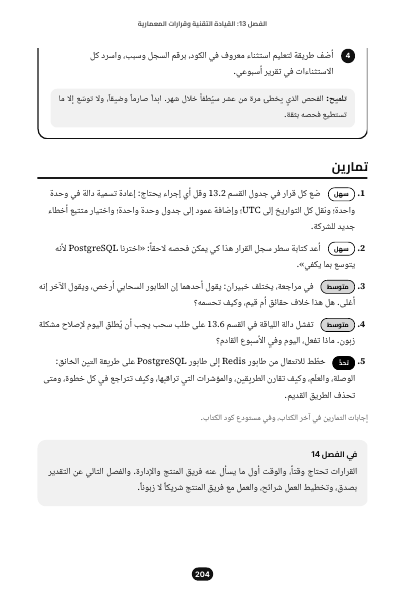 الفصل 13: القيادة التقنية وقرارات المعمارية
4 أضف طريقة لتعليم استثناء معروف في الكود، برقم السجل وسبب، واسرد كل
الاستثناءات في تقرير أسبوعي.
تلميح: الفحص الذي يخطئ مرة من عشر سيُطفأ خلال شهر. ابدأ صارماً وضيقاً، ولا توسّع إلا ما
تستطيع فحصه بثقة.
تمارين
1. سهل ضع كل قرار في جدول القسم 13.2 وقل أي إجراء يحتاج: إعادة تسمية دالة في وحدة
واحدة؛ ونقل كل التواريخ إلى UTC؛ وإضافة عمود إلى جدول وحدة واحدة؛ واختيار متتبع أخطاء
جديد للشركة.
2. سهل أعد كتابة سطر سجل القرار هذا كي يمكن فحصه لاحقاً: «اخترنا PostgreSQL لأنه
يتوسع بما يكفي».
3. متوسط في مراجعة، يختلف خبيران: يقول أحدهما إن الطابور السحابي أرخص، ويقول الآخر إنه
أغلى. هل هذا خلاف حقائق أم قيم، وكيف تحسمه؟
4. متوسط تفشل دالة اللياقة في القسم 13.6 على طلب سحب يجب أن يُطلق اليوم لإصلاح مشكلة
زبون. ماذا تفعل، اليوم وفي الأسبوع القادم؟
5. تحدٍّ خطّط للانتقال من طابور Redis إلى طابور PostgreSQL على طريقة التين الخانق:
الوصلة، والعلم، وكيف تقارن الطريقين، والمؤشرات التي تراقبها، وكيف تتراجع في كل خطوة، ومتى
تحذف الطريق القديم.
إجابات التمارين في آخر الكتاب، وفي مستودع كود الكتاب.
في الفصل 14
القرارات تحتاج وقتاً، والوقت أول ما يسأل عنه فريق المنتج والإدارة. والفصل التالي عن التقدير
بصدق، وتخطيط العمل شرائح، والعمل مع فريق المنتج شريكاً لا زبوناً.
204